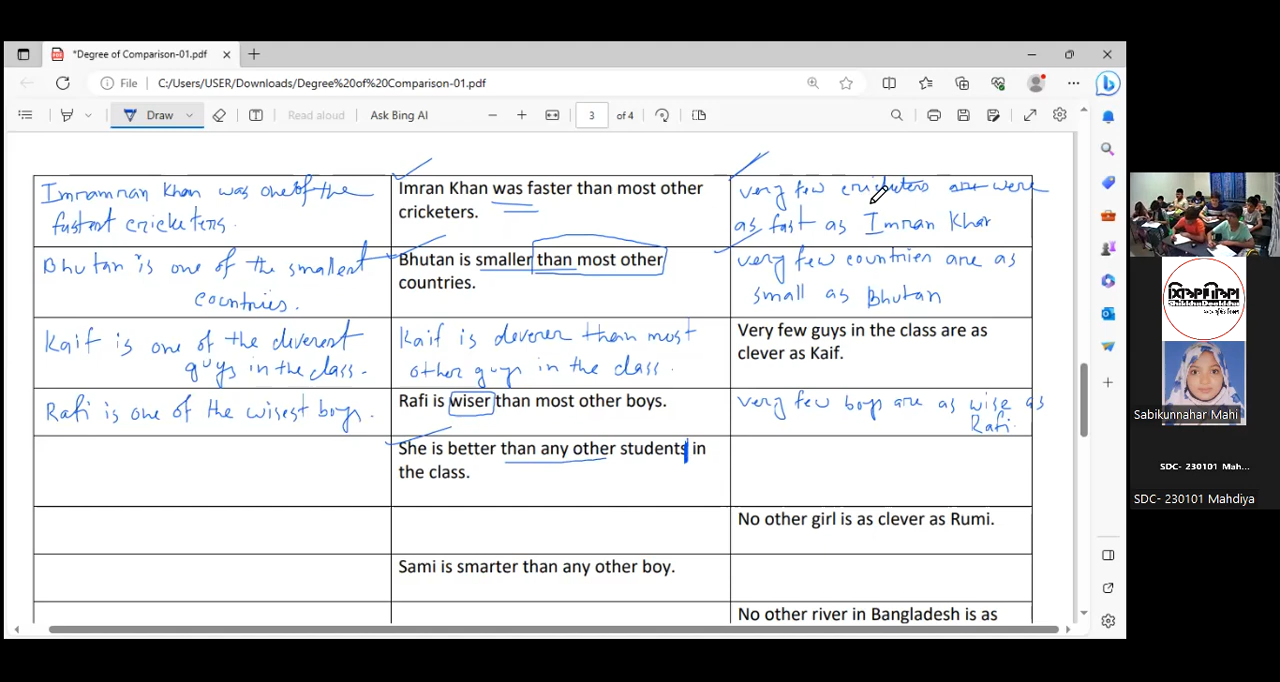 *Degree of Comparison-01.pdf
File
C:/Users/USER/Downloads/Degree%20of%20Comparison-01.pdf
Draw
Read aloud
Ask Bing AI
3
of 4
Imramran Khan was one of the
fastest cricketers.
Imran Khan was faster than most other
cricketers.
very few cricketers are were
as fast as Imran Khan
Bhutan is one of the smallest
countries.
Bhutan is smaller than most other
countries.
very few countries are as
small as Bhutan
Kaif is one of the cleverest
guys in the class.
Kaif is cleverer than most
other guys in the class.
Very few guys in the class are as
clever as Kaif.
Rafi is one of the wisest boys.
Rafi is wiser than most other boys.
very few boys are as wise as
Rafi.
She is better than any other students in
the class.
No other girl is as clever as Rumi.
Sami is smarter than any other boy.
No other river in Bangladesh is as
Sabikunnahar Mahi
SDC- 230101 Mah...
SDC- 230101 Mahdiya